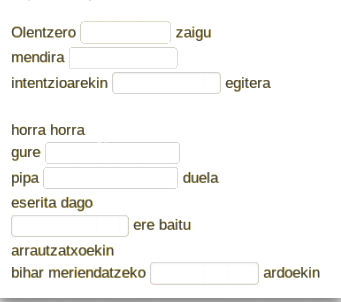 Olentzero zaigu
mendira
intentzioarekin egitera
horra horra
gure
pipa duela
eserita dago
ere baitu
arrautzatxoekin
bihar meriendatzeko ardoekin